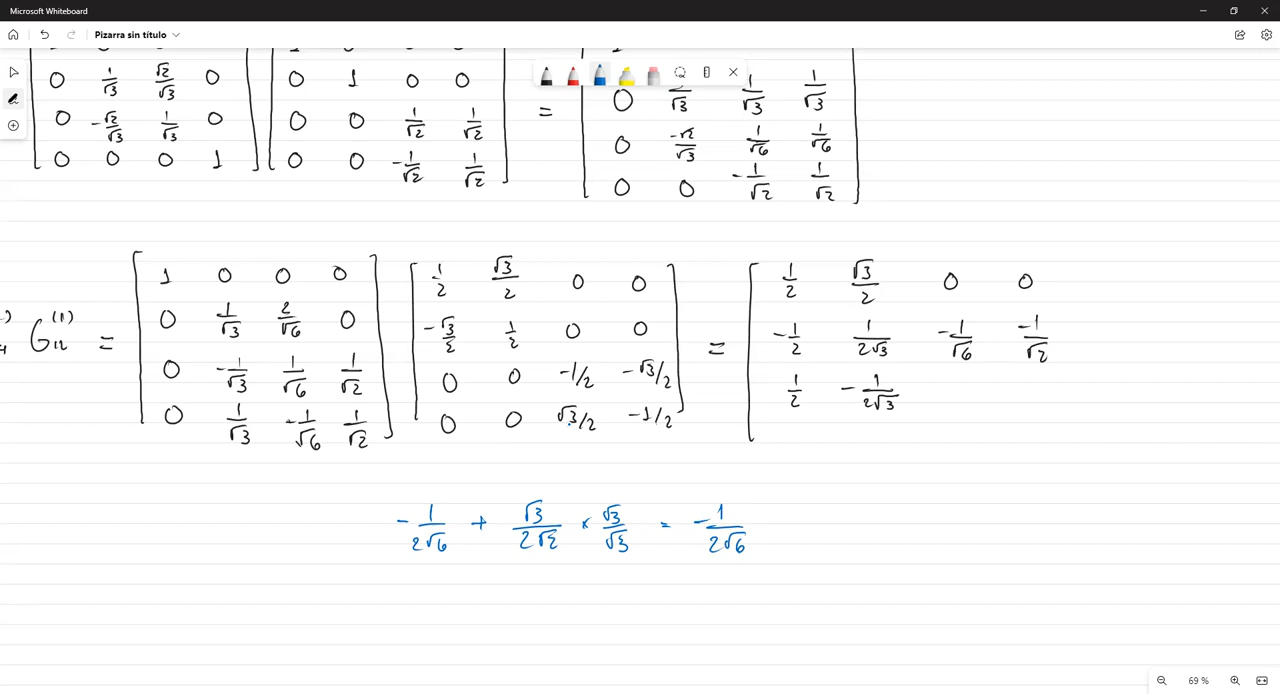 Microsoft Whiteboard
Pizarra sin título
0 1/√3 √2/√3 0
0 -√2/√3 1/√3 0
0 0 0 1
0 1 0 0
0 0 1/√2 1/√2
0 0 -1/√2 1/√2
=
0 √3 1/√3 1/√3
0 -√2/√3 1/√6 1/√6
0 0 -1/√2 1/√2
G12^(1) =
1 0 0 0
0 1/√3 2/√6 0
0 -1/√3 1/√6 1/√2
0 1/√3 -1/√6 1/√2
1/2 √3/2 0 0
-√3/2 1/2 0 0
0 0 -1/2 -√3/2
0 0 √3/2 -1/2
=
1/2 √3/2 0 0
-1/2 1/2√3 -1/√6 -1/√2
1/2 -1/2√3
-1/2√6 + √3/2√2 × √3/√3 = -1/2√6
69 %